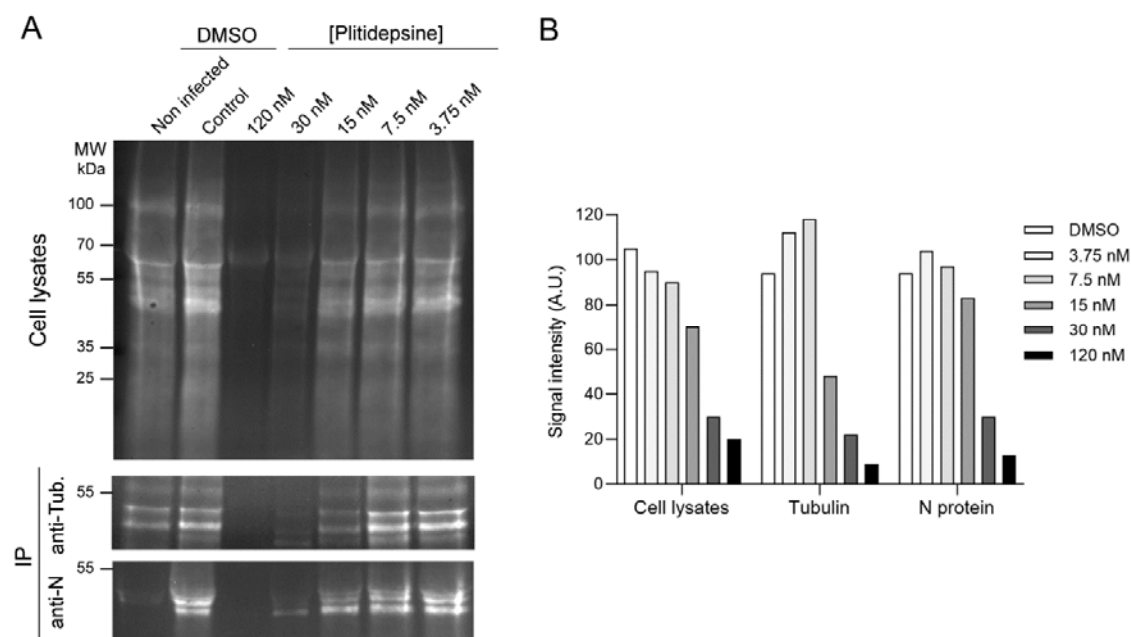 A
DMSO
[Plitidepsine]
Non infected
Control
120 nM
30 nM
15 nM
7.5 nM
3.75 nM
MW
kDa
100
70
55
35
25
Cell lysates
IP
anti-Tub.
55
anti-N
55
B
Signal intensity (A.U.)
120
100
80
60
40
20
0
Cell lysates
Tubulin
N protein
DMSO
3.75 nM
7.5 nM
15 nM
30 nM
120 nM